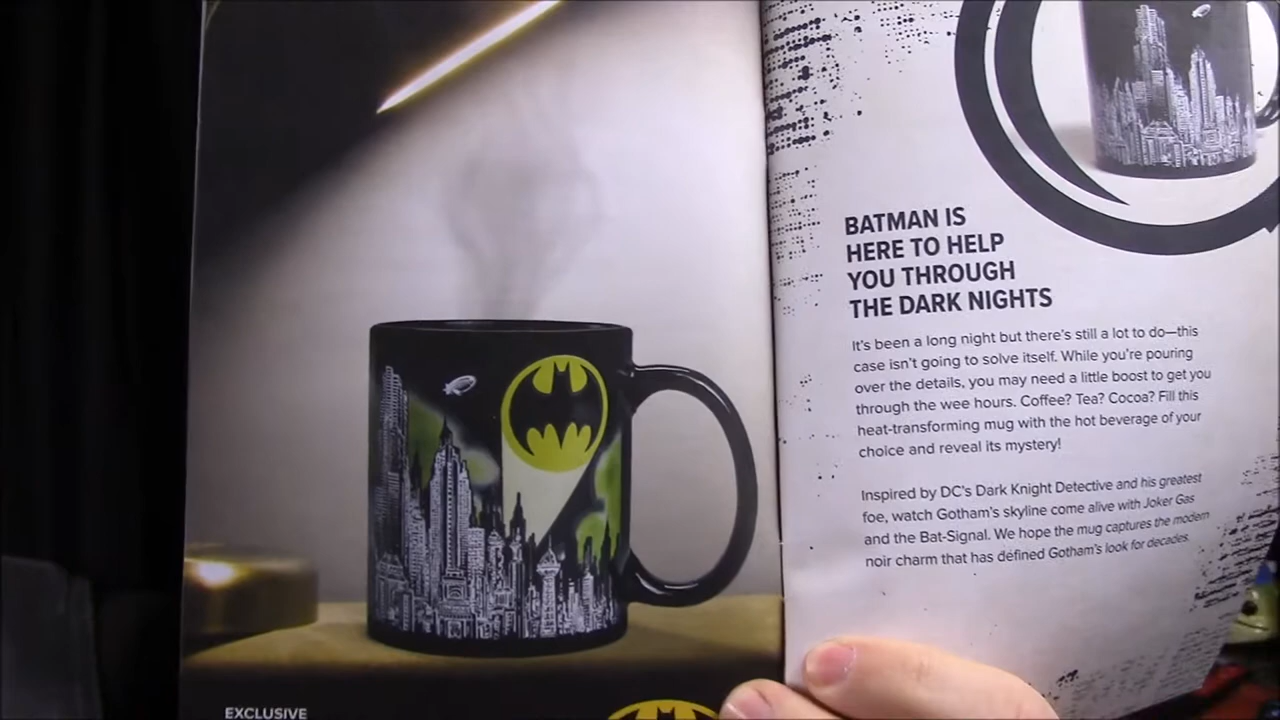 EXCLUSIVE
BATMAN IS
HERE TO HELP
YOU THROUGH
THE DARK NIGHTS
It's been a long night but there's still a lot to do—this
case isn't going to solve itself. While you're pouring
over the details, you may need a little boost to get you
through the wee hours. Coffee? Tea? Cocoa? Fill this
heat-transforming mug with the hot beverage of your
choice and reveal its mystery!
Inspired by DC's Dark Knight Detective and his greatest
foe, watch Gotham's skyline come alive with Joker Gas
and the Bat-Signal. We hope the mug captures the modern
noir charm that has defined Gotham's look for decades.